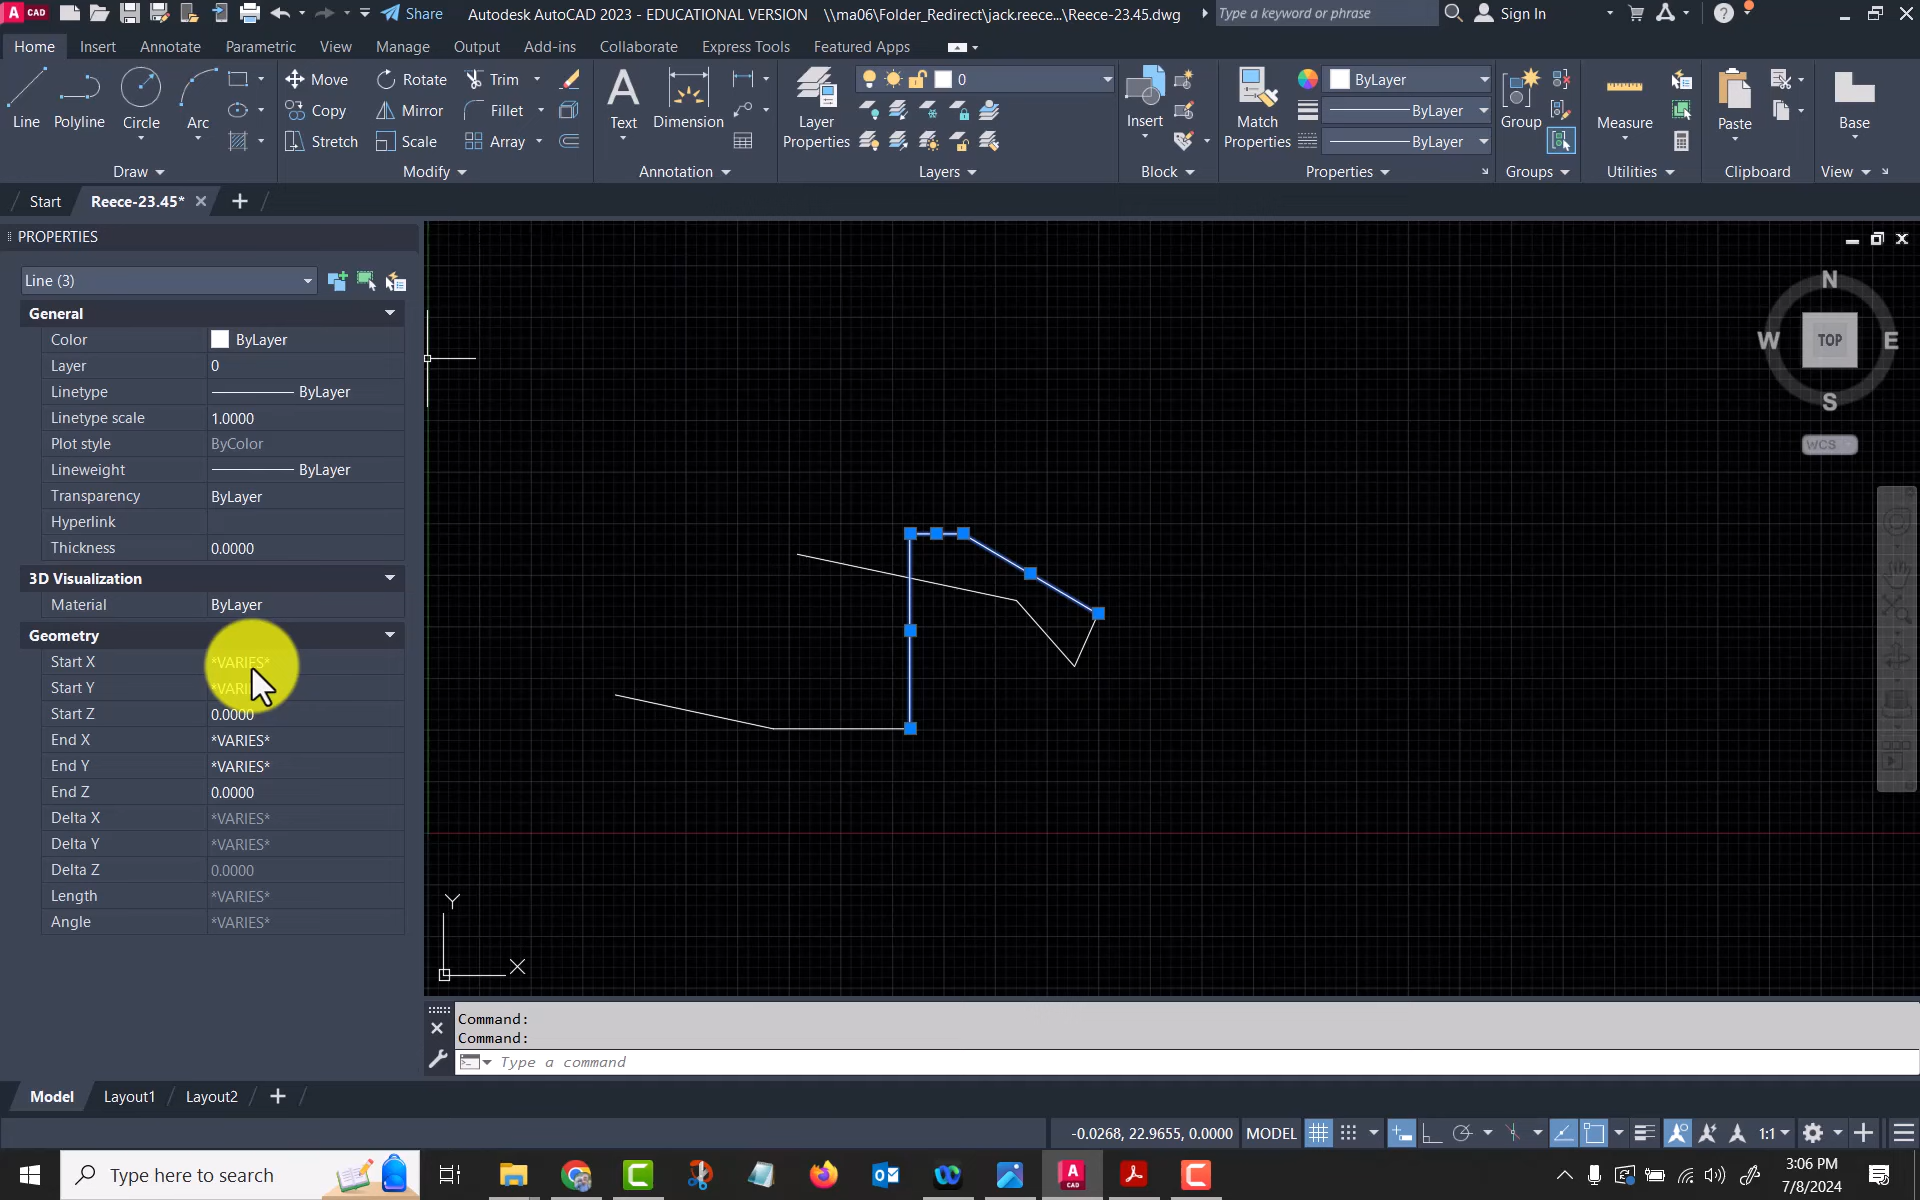 CAD Share Autodesk AutoCAD 2023 - EDUCATIONAL VERSION \\ma06\Folder_Redirect\jack.reece...\Reece-23.45.dwg Type a keyword or phrase Sign In
Home Insert Annotate Parametric View Manage Output Add-ins Collaborate Express Tools Featured Apps
Line Polyline Circle Arc
Move Rotate Trim
Copy Mirror Fillet
Stretch Scale Array
Text Dimension
Layer Properties
0
Insert
Match Properties
ByLayer
ByLayer
ByLayer
Group
Measure
Paste
Base
Draw Modify Annotation Layers Block Properties Groups Utilities Clipboard View
Start Reece-23.45*
PROPERTIES
Line (3)
General
Color ByLayer
Layer 0
Linetype ByLayer
Linetype scale 1.0000
Plot style ByColor
Lineweight ByLayer
Transparency ByLayer
Hyperlink
Thickness 0.0000
3D Visualization
Material ByLayer
Geometry
Start X *VARIES*
Start Y
Start Z 0.0000
End X *VARIES*
End Y *VARIES*
End Z 0.0000
Delta X *VARIES*
Delta Y *VARIES*
Delta Z 0.0000
Length *VARIES*
Angle *VARIES*
N
W TOP E
S
WCS
Y
X
Command:
Command:
Type a command
Model Layout1 Layout2
-0.0268, 22.9655, 0.0000 MODEL 1:1
Type here to search
3:06 PM
7/8/2024